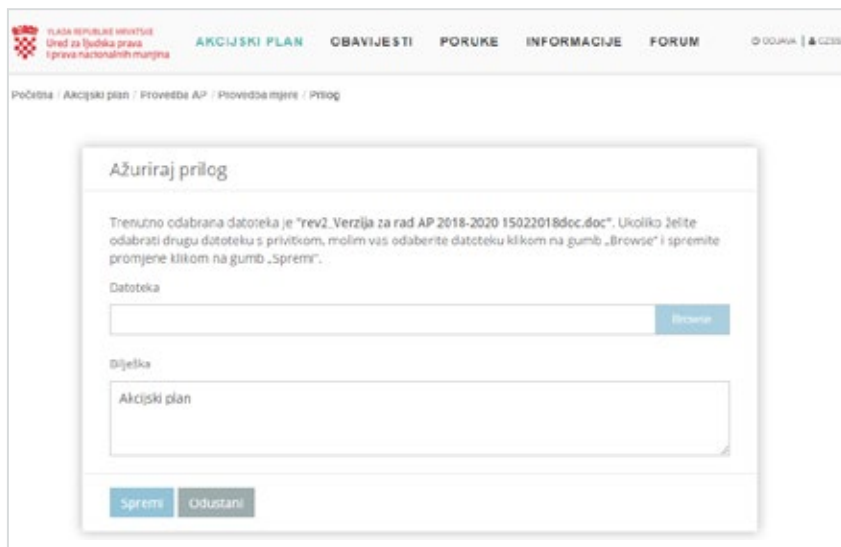 VLADA REPUBLIKE HRVATSKE
Ured za ljudska prava
i prava nacionalnih manjina
AKCIJSKI PLAN OBAVIJESTI PORUKE INFORMACIJE FORUM ODJAVA |
Početna / Akcijski plan / Provedba AP / Provedba mjere / Prilog
Ažuriraj prilog
Trenutno odabrana datoteka je "rev2_Verzija za rad AP 2018-2020 15022018doc.doc". Ukoliko želite
odabrati drugu datoteku s privitkom, molim vas odaberite datoteku klikom na gumb „Browse" i spremite
promjene klikom na gumb „Spremi".
Datoteka
Browse
Bilješka
Akcijski plan
Spremi Odustani